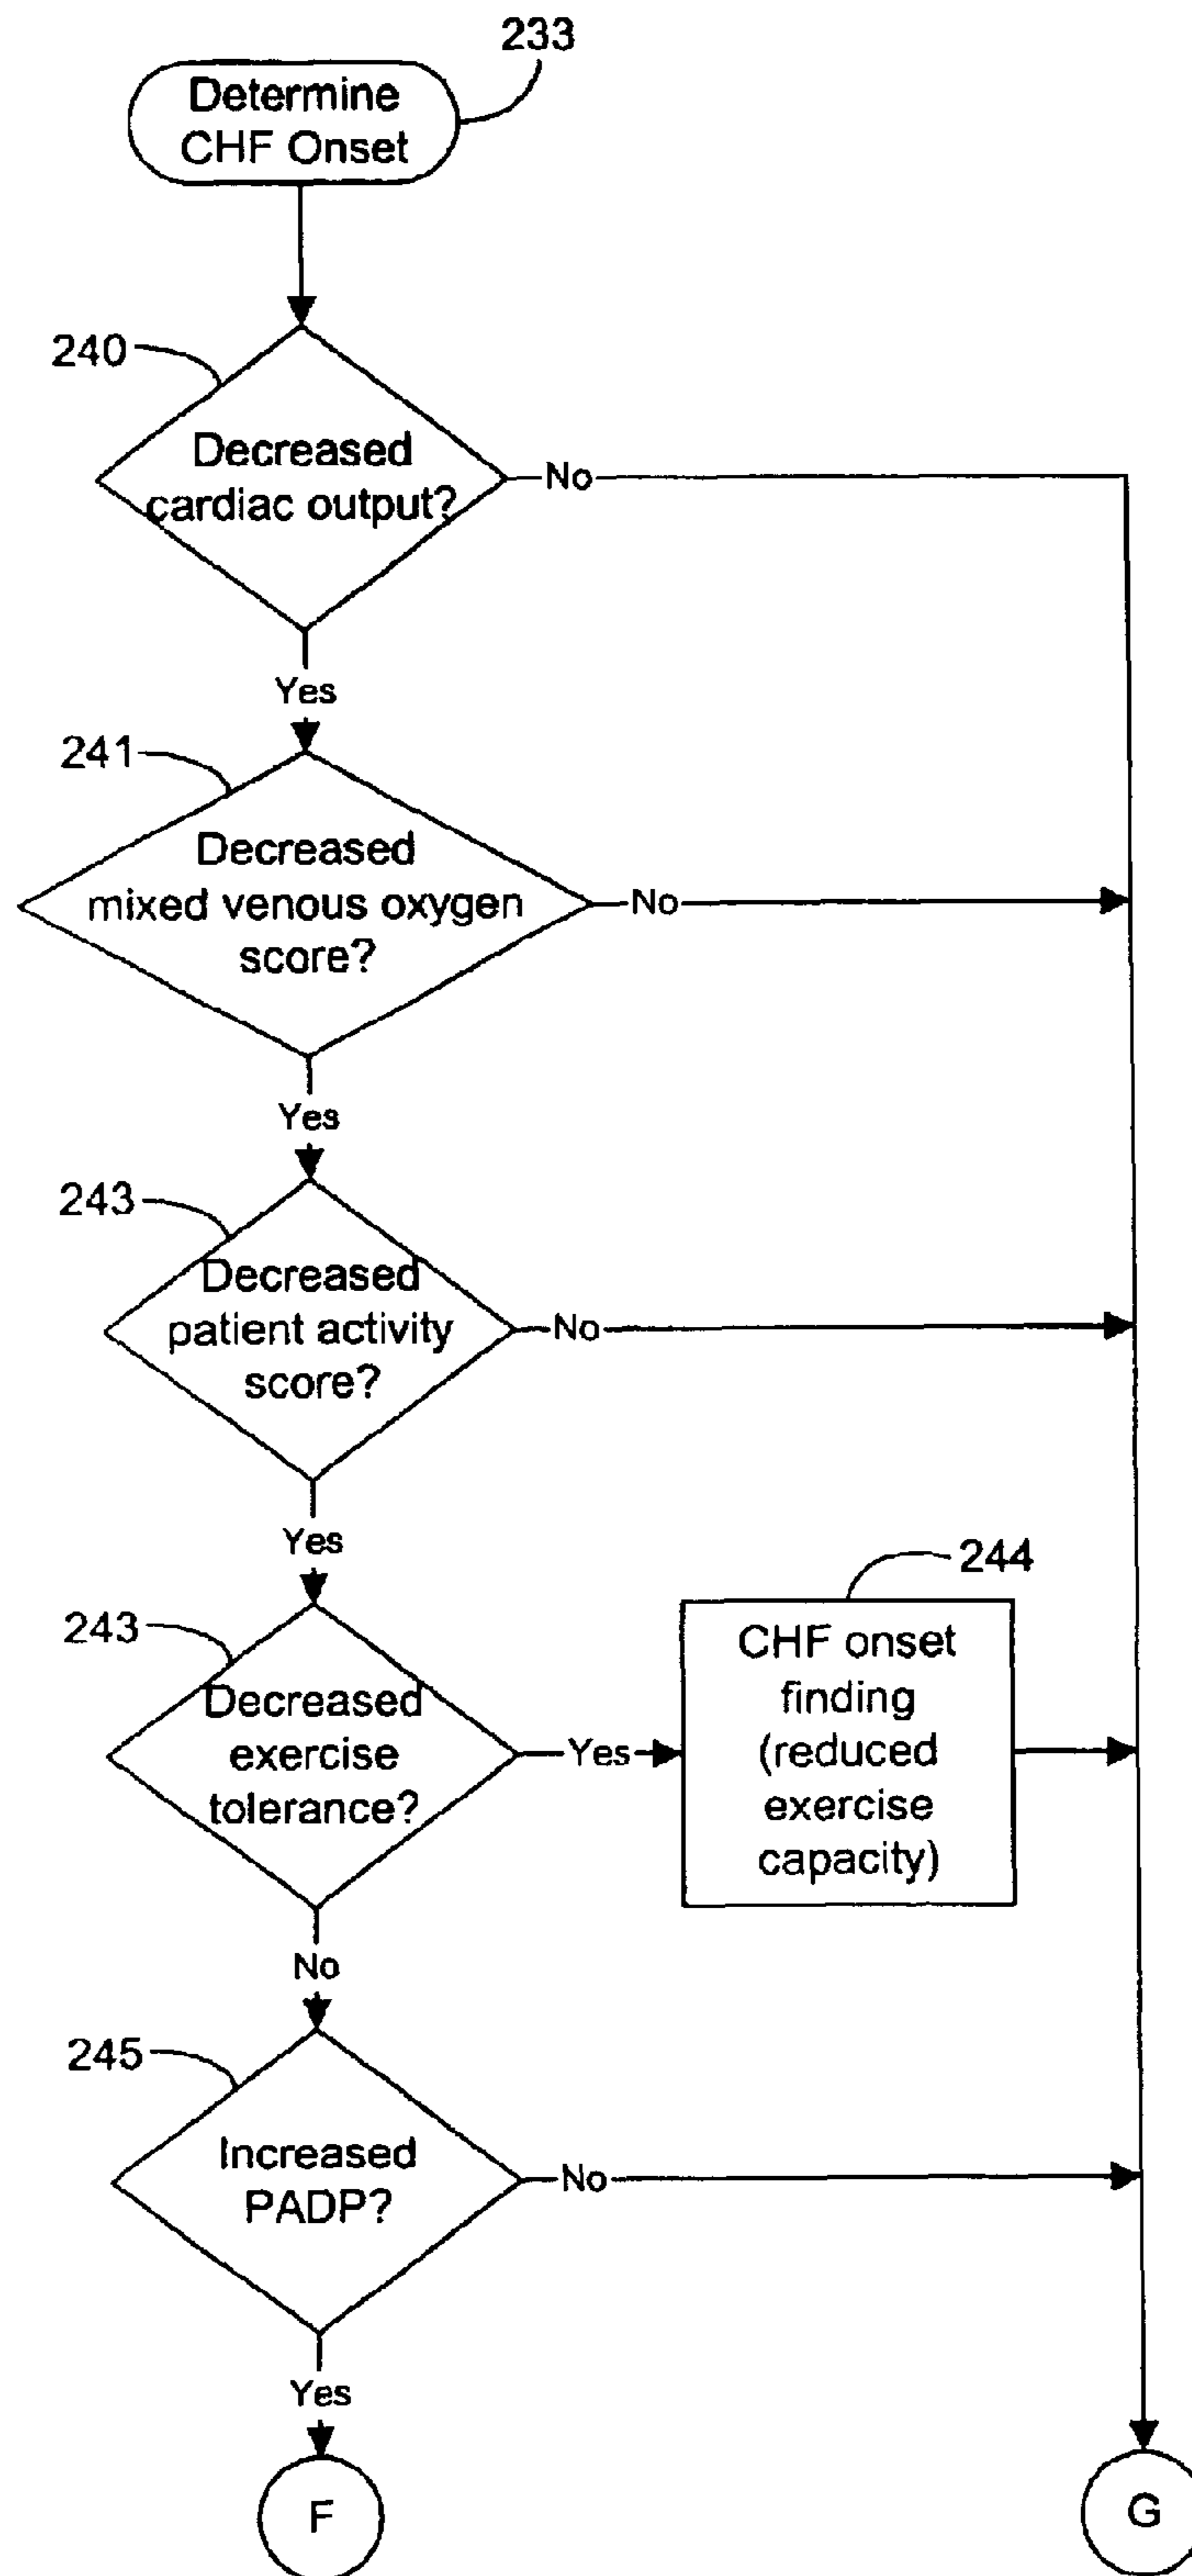 233
Determine
CHF Onset
240
Decreased
cardiac output?
No
Yes
241
Decreased
mixed venous oxygen
score?
No
Yes
243
Decreased
patient activity
score?
No
Yes
243
Decreased
exercise
tolerance?
Yes
244
CHF onset
finding
(reduced
exercise
capacity)
No
245
Increased
PADP?
No
Yes
F
G